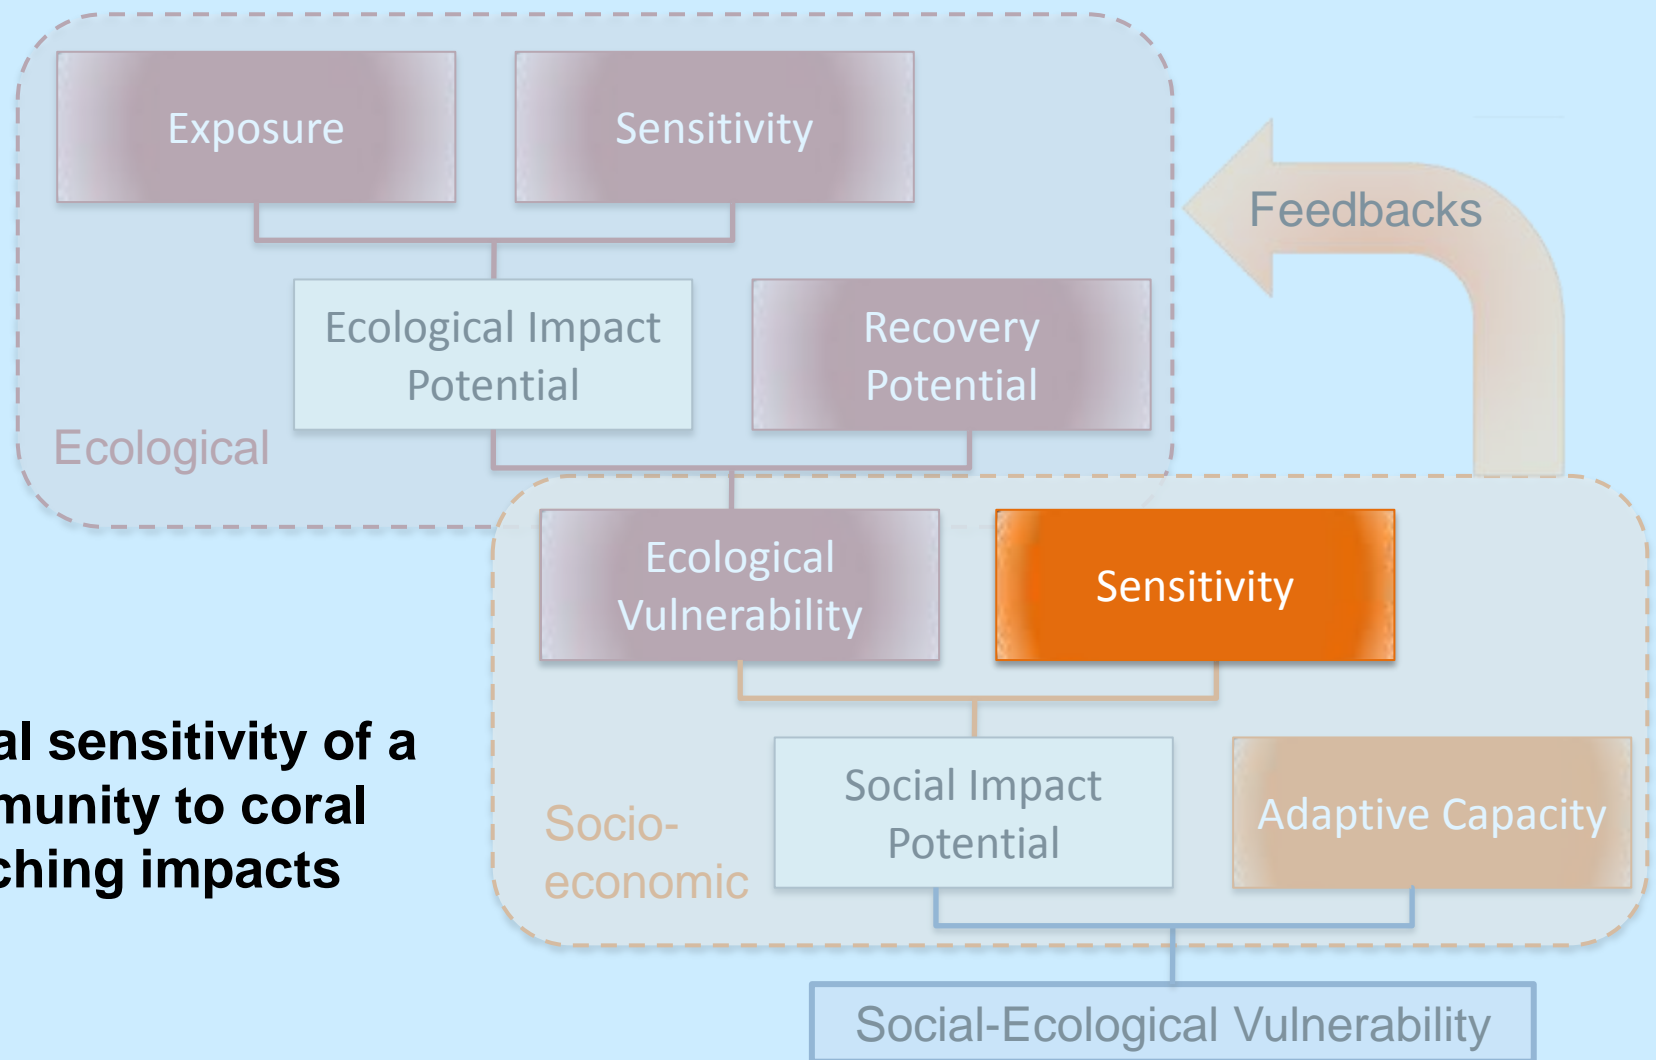 Exposure
Sensitivity
Feedbacks
Ecological Impact
Potential
Recovery
Potential
Ecological
Ecological
Vulnerability
Sensitivity
al sensitivity of a
munity to coral
ching impacts
Social Impact
Potential
Adaptive Capacity
Socio-
economic
Social-Ecological Vulnerability